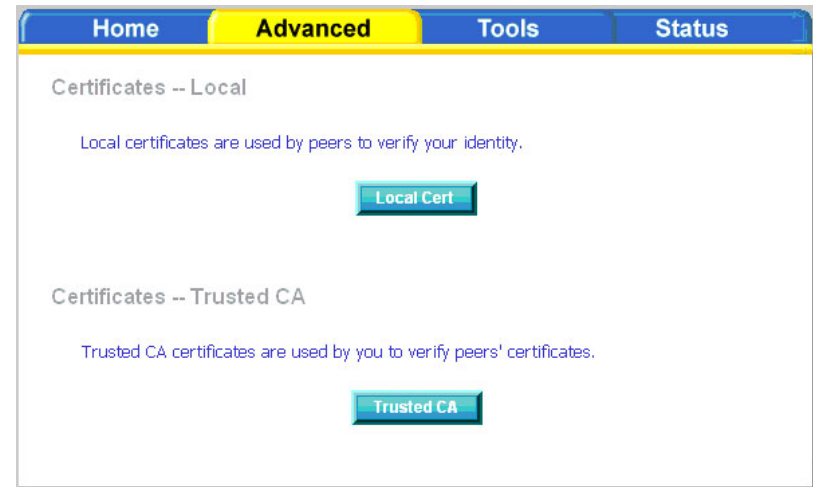 Home Advanced Tools Status
Certificates -- Local
Local certificates are used by peers to verify your identity.
Local Cert
Certificates -- Trusted CA
Trusted CA certificates are used by you to verify peers' certificates.
Trusted CA